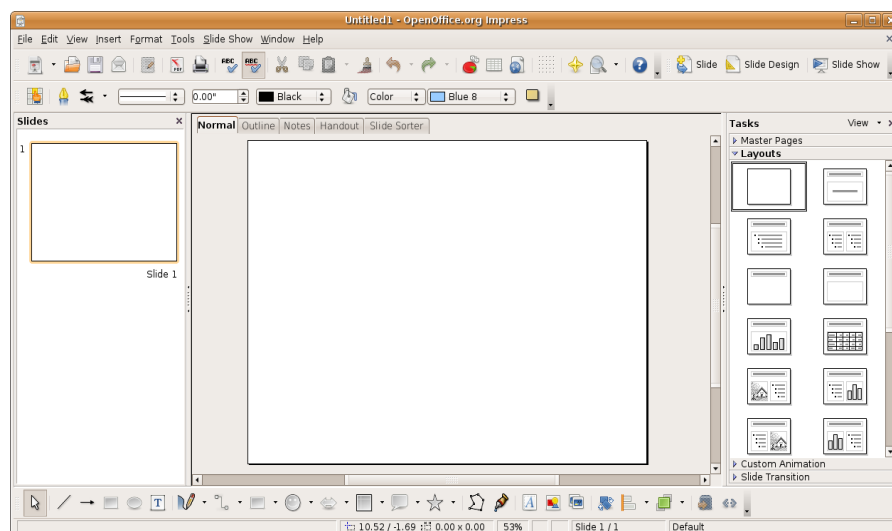 Untitled1 - OpenOffice.org Impress
File Edit View Insert Format Tools Slide Show Window Help
Slide Slide Design Slide Show
0.00" Black Color Blue 8
Slides
Normal Outline Notes Handout Slide Sorter
Tasks View
Master Pages
Layouts
1
Slide 1
Custom Animation
Slide Transition
10.52 / -1.69 0.00 x 0.00 53% Slide 1 / 1 Default